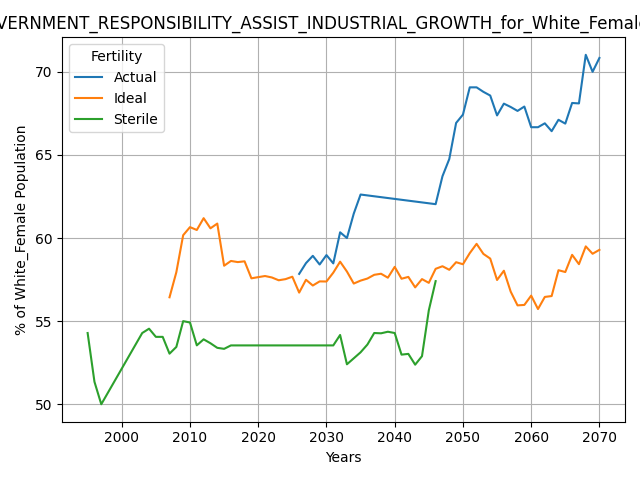 VERNMENT_RESPONSIBILITY_ASSIST_INDUSTRIAL_GROWTH_for_White_Female
Fertility
Actual
Ideal
Sterile
% of White_Female Population
70
65
60
55
50
2000 2010 2020 2030 2040 2050 2060 2070
Years